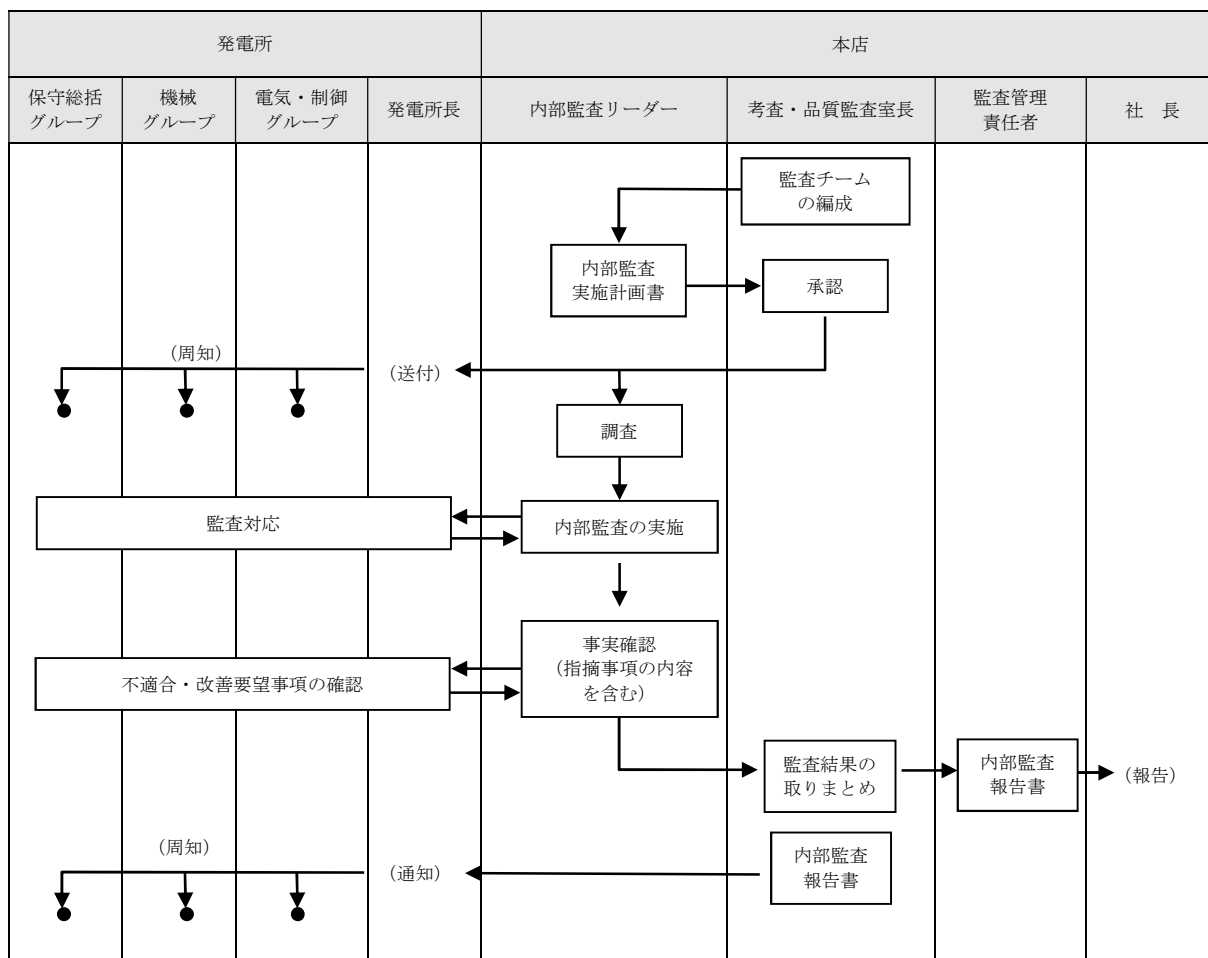 発電所
本店
保守総括
グループ
機械
グループ
電気・制御
グループ
発電所長
内部監査リーダー
考査・品質監査室長
監査管理
責任者
社 長
監査チーム
の編成
内部監査
実施計画書
承認
(周知)
(送付)
調査
監査対応
内部監査の実施
事実確認
(指摘事項の内容
を含む)
不適合・改善要望事項の確認
監査結果の
取りまとめ
内部監査
報告書
(報告)
(周知)
(通知)
内部監査
報告書